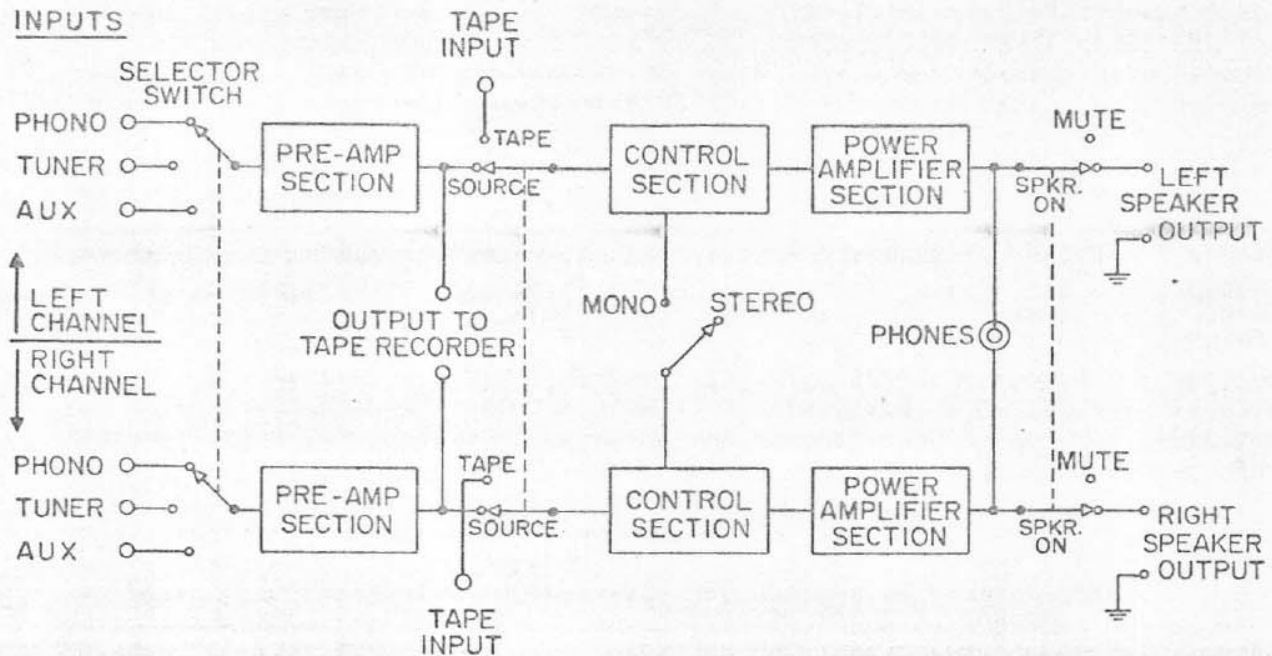 INPUTS
TAPE
INPUT
SELECTOR
SWITCH
PHONO
TUNER
AUX
PRE-AMP
SECTION
TAPE
SOURCE
CONTROL
SECTION
POWER
AMPLIFIER
SECTION
MUTE
SPKR.
ON
LEFT
SPEAKER
OUTPUT
LEFT
CHANNEL
RIGHT
CHANNEL
OUTPUT TO
TAPE RECORDER
MONO
STEREO
PHONES
PHONO
TUNER
AUX
PRE-AMP
SECTION
TAPE
SOURCE
CONTROL
SECTION
POWER
AMPLIFIER
SECTION
MUTE
SPKR.
ON
RIGHT
SPEAKER
OUTPUT
TAPE
INPUT